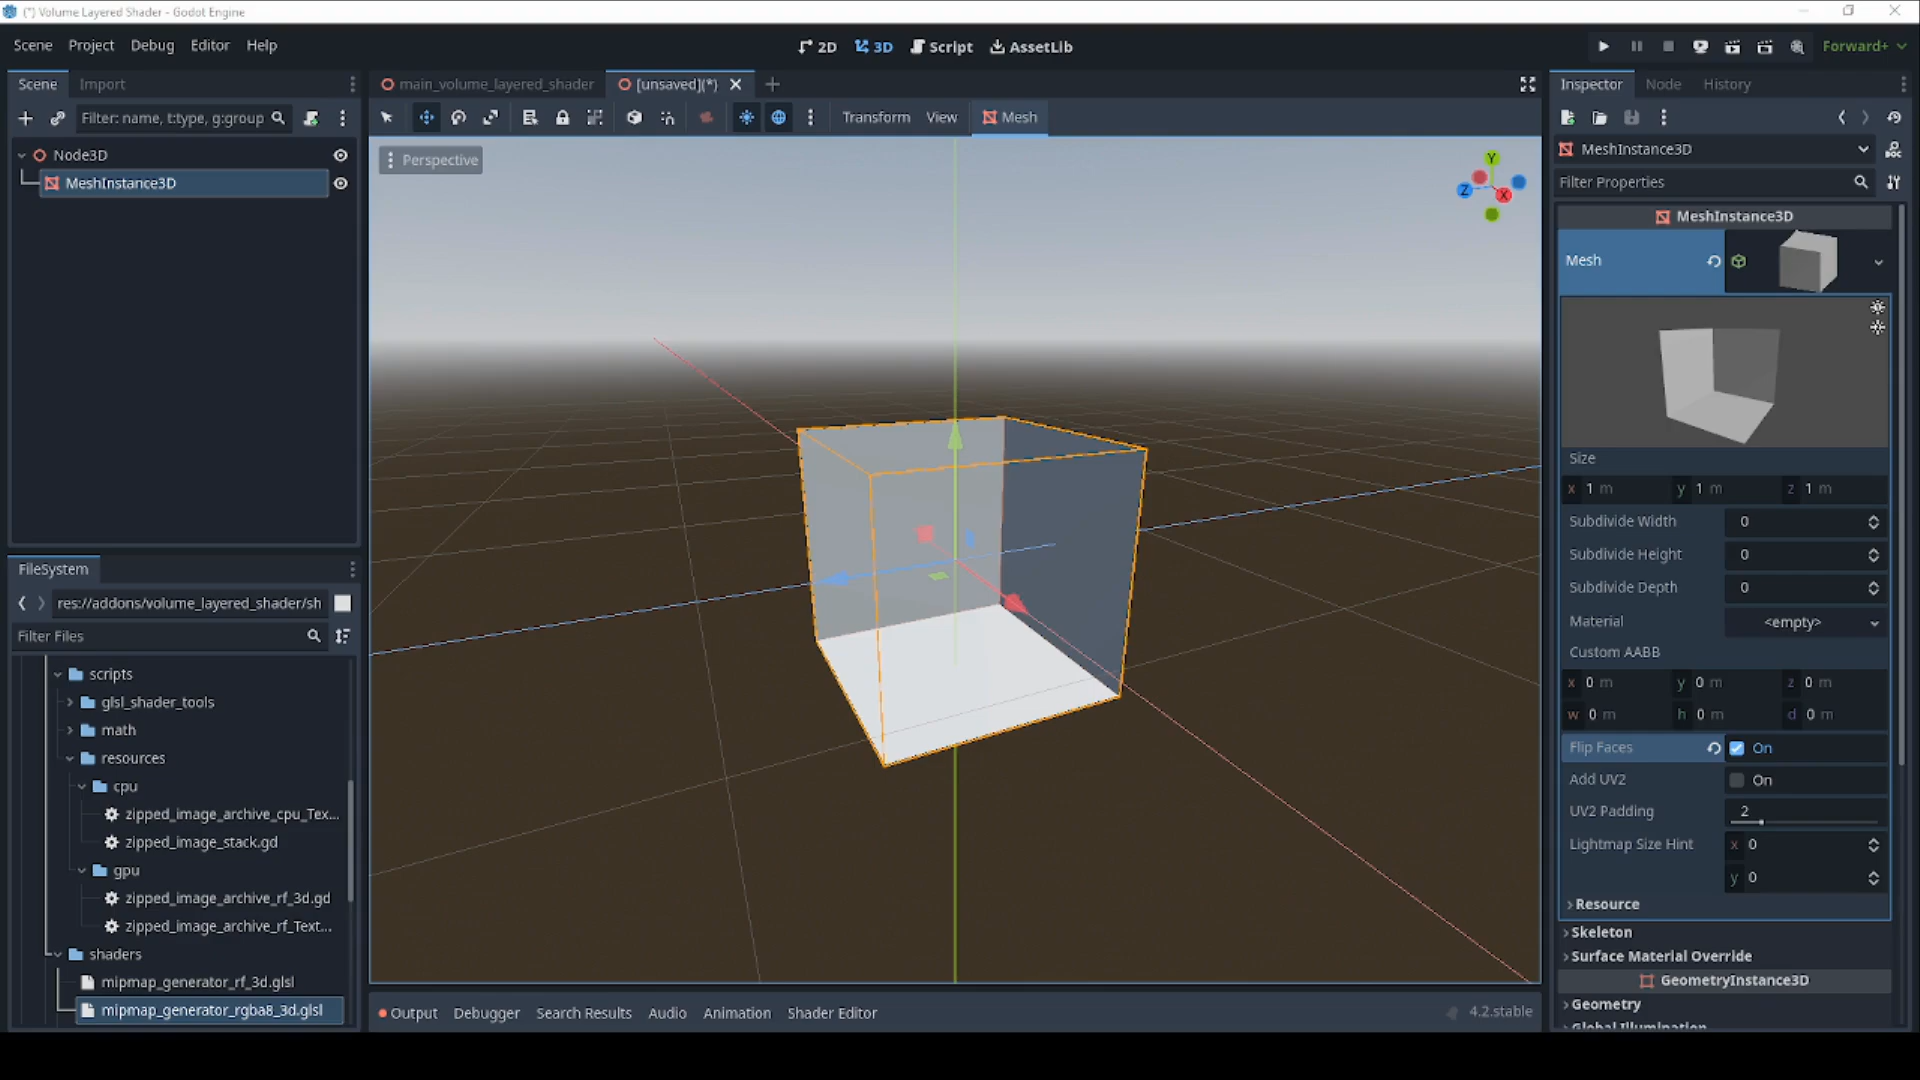 (*) Volume Layered Shader - Godot Engine
Scene Project Debug Editor Help
2D 3D Script AssetLib
Forward+
Scene Import
main_volume_layered_shader [unsaved](*)
Inspector Node History
Filter: name, t:type, g:group
Transform View Mesh
Node3D
MeshInstance3D
Perspective
Y
Z
X
MeshInstance3D
Filter Properties
MeshInstance3D
Mesh
Size
x 1 m y 1 m z 1 m
Subdivide Width 0
Subdivide Height 0
Subdivide Depth 0
Material <empty>
Custom AABB
x 0 m y 0 m z 0 m
w 0 m h 0 m d 0 m
Flip Faces On
Add UV2 On
UV2 Padding 2
Lightmap Size Hint x 0
y 0
Resource
Skeleton
Surface Material Override
GeometryInstance3D
Geometry
Global Illumination
FileSystem
res://addons/volume_layered_shader/sh
Filter Files
scripts
glsl_shader_tools
math
resources
cpu
zipped_image_archive_cpu_Tex...
zipped_image_stack.gd
gpu
zipped_image_archive_rf_3d.gd
zipped_image_archive_rf_Text...
shaders
mipmap_generator_rf_3d.glsl
mipmap_generator_rgba8_3d.glsl
Output Debugger Search Results Audio Animation Shader Editor
4.2.stable